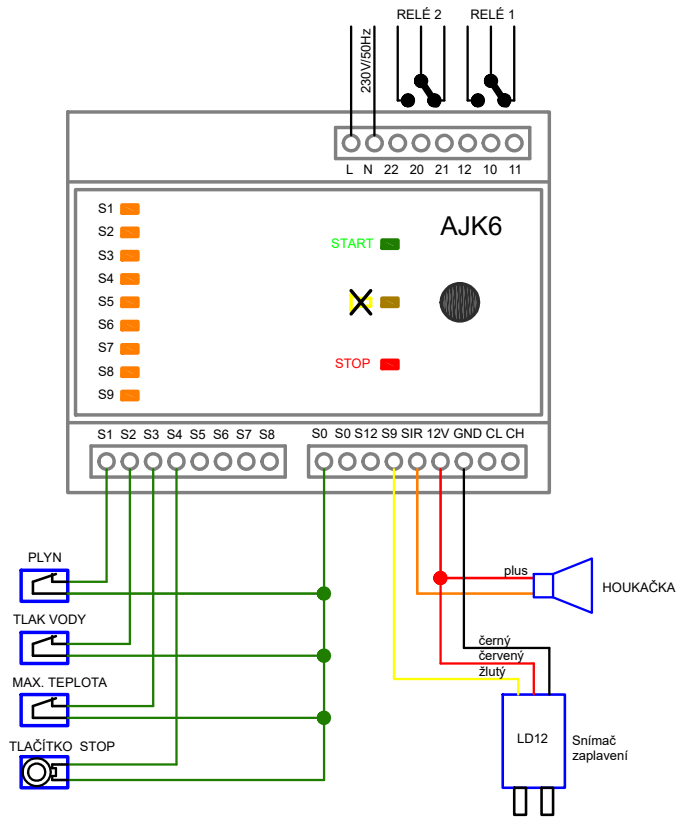 RELÉ 2 RELÉ 1
230V/50Hz
L N 22 20 21 12 10 11
S1
S2
S3
S4
S5
S6
S7
S8
S9
START
STOP
AJK6
S1 S2 S3 S4 S5 S6 S7 S8
S0 S0 S12 S9 SIR 12V GND CL CH
PLYN
TLAK VODY
MAX. TEPLOTA
TLAČÍTKO STOP
plus
HOUKAČKA
černý
červený
žlutý
LD12
Snímač
zaplavení